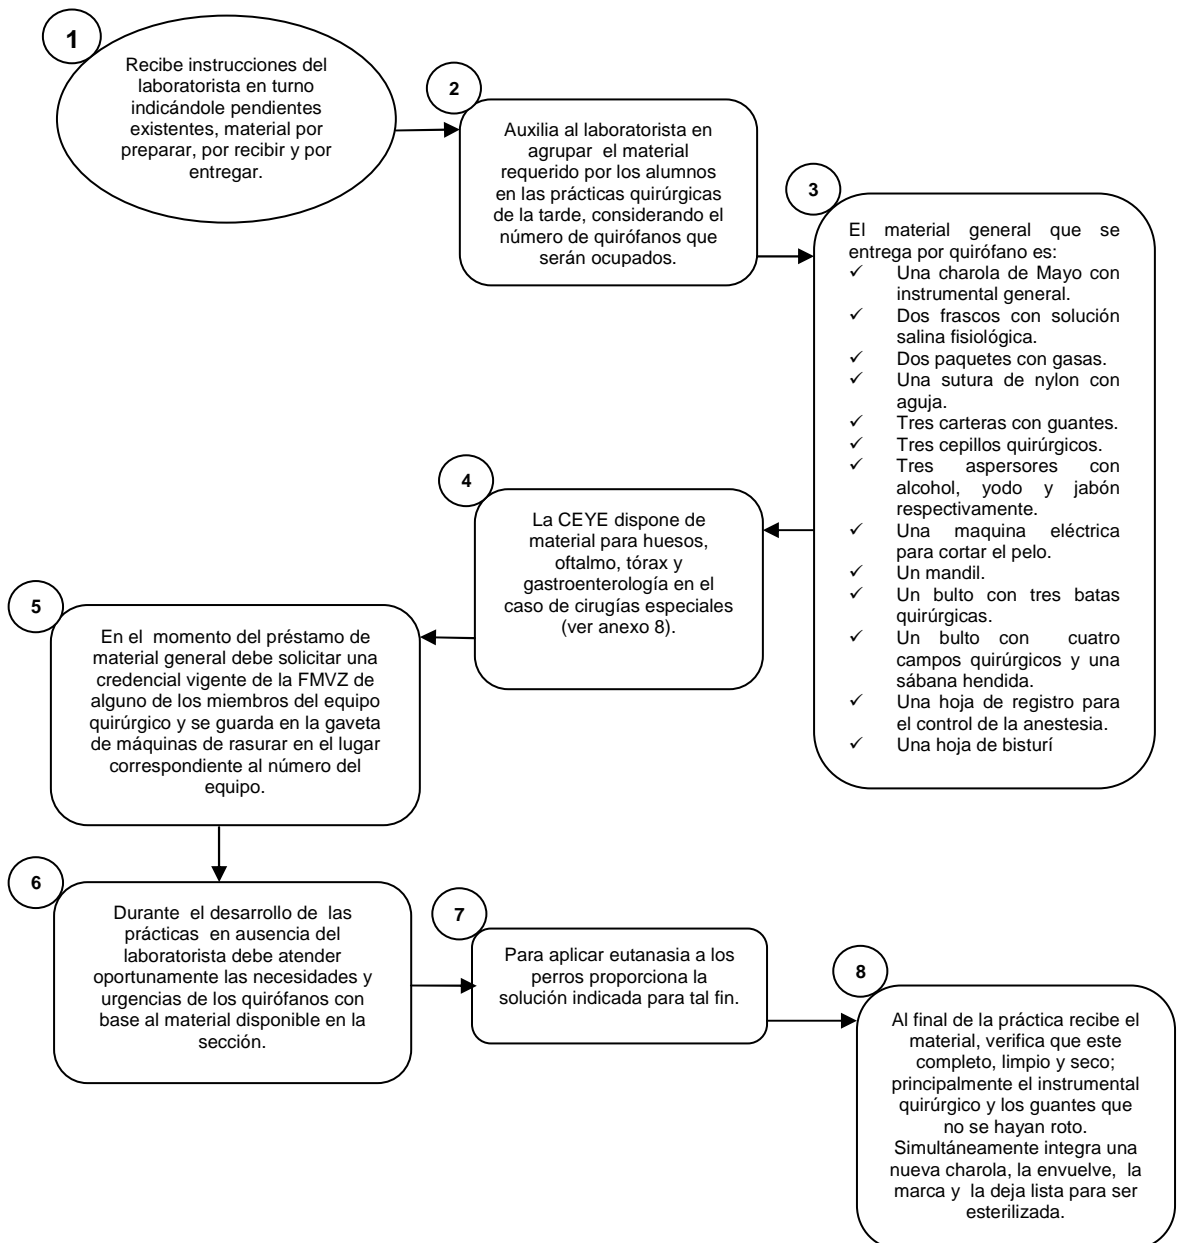 1
Recibe instrucciones del
laboratorista en turno
indicándole pendientes
existentes, material por
preparar, por recibir y por
entregar.
2
Auxilia al laboratorista en
agrupar el material
requerido por los alumnos
en las prácticas quirúrgicas
de la tarde, considerando el
número de quirófanos que
serán ocupados.
3
El material general que se
entrega por quirófano es:
✓ Una charola de Mayo con
instrumental general.
✓ Dos frascos con solución
salina fisiológica.
✓ Dos paquetes con gasas.
✓ Una sutura de nylon con
aguja.
✓ Tres carteras con guantes.
✓ Tres cepillos quirúrgicos.
✓ Tres aspersores con
alcohol, yodo y jabón
respectivamente.
✓ Una maquina eléctrica
para cortar el pelo.
✓ Un mandil.
✓ Un bulto con tres batas
quirúrgicas.
✓ Un bulto con cuatro
campos quirúrgicos y una
sábana hendida.
✓ Una hoja de registro para
el control de la anestesia.
✓ Una hoja de bisturí
4
La CEYE dispone de
material para huesos,
oftalmo, tórax y
gastroenterología en el
caso de cirugías especiales
(ver anexo 8).
5
En el momento del préstamo de
material general debe solicitar una
credencial vigente de la FMVZ de
alguno de los miembros del equipo
quirúrgico y se guarda en la gaveta
de máquinas de rasurar en el lugar
correspondiente al número del
equipo.
6
Durante el desarrollo de las
prácticas en ausencia del
laboratorista debe atender
oportunamente las necesidades y
urgencias de los quirófanos con
base al material disponible en la
sección.
7
Para aplicar eutanasia a los
perros proporciona la
solución indicada para tal fin.
8
Al final de la práctica recibe el
material, verifica que este
completo, limpio y seco;
principalmente el instrumental
quirúrgico y los guantes que
no se hayan roto.
Simultáneamente integra una
nueva charola, la envuelve, la
marca y la deja lista para ser
esterilizada.